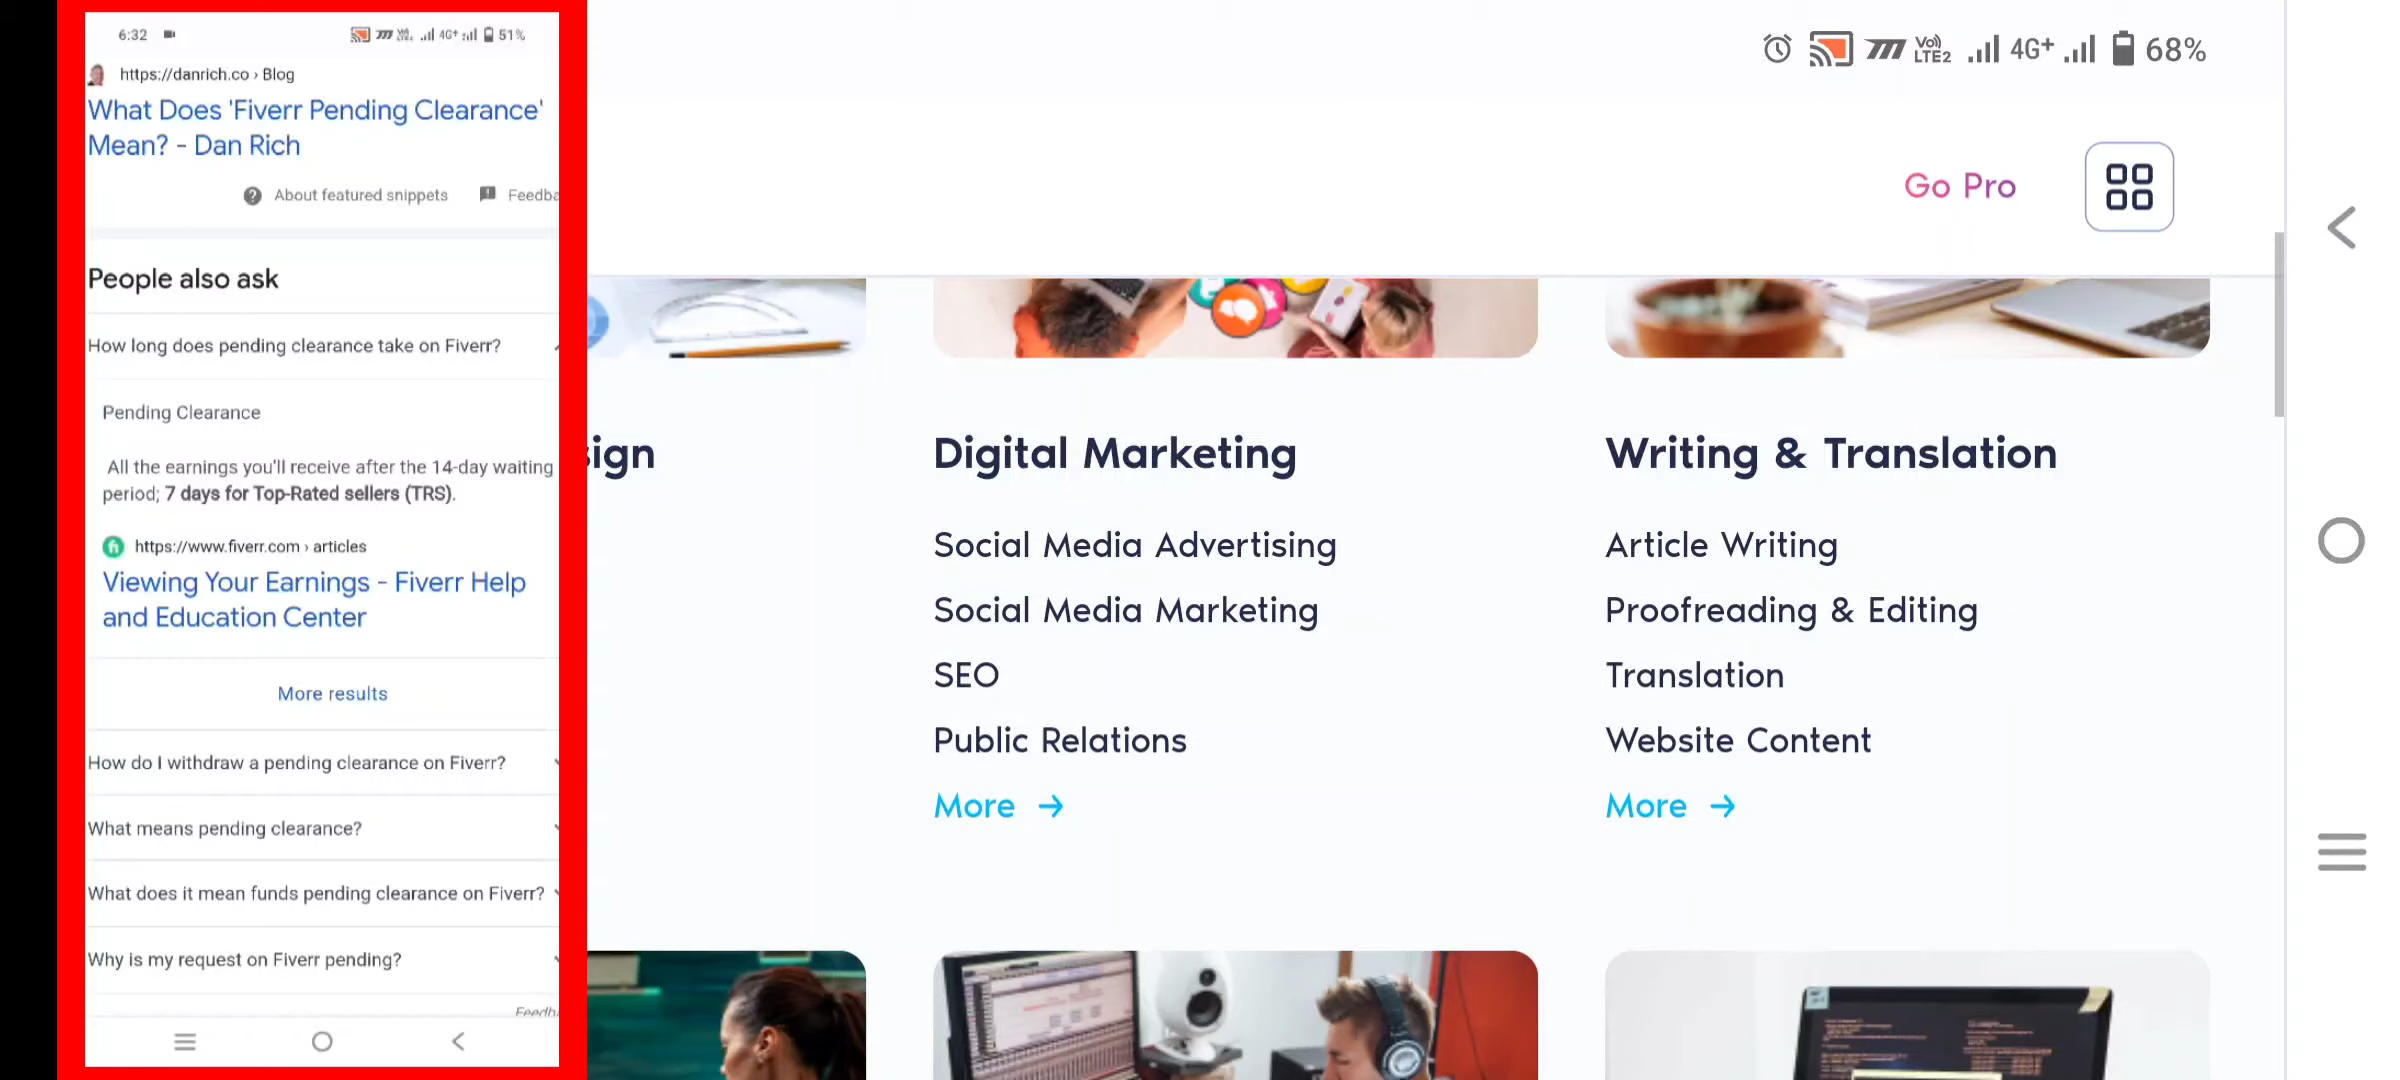 6:32
4G+
51%
https://danrich.co › Blog
What Does 'Fiverr Pending Clearance'
Mean? - Dan Rich
About featured snippets
Feedba
People also ask
How long does pending clearance take on Fiverr?
Pending Clearance
All the earnings you'll receive after the 14-day waiting
period; 7 days for Top-Rated sellers (TRS).
https://www.fiverr.com › articles
Viewing Your Earnings - Fiverr Help
and Education Center
More results
How do I withdraw a pending clearance on Fiverr?
What means pending clearance?
What does it mean funds pending clearance on Fiverr?
Why is my request on Fiverr pending?
Feedba
Vo)) LTE2 4G+ 68%
Go Pro
sign
Digital Marketing
Social Media Advertising
Social Media Marketing
SEO
Public Relations
More →
Writing & Translation
Article Writing
Proofreading & Editing
Translation
Website Content
More →